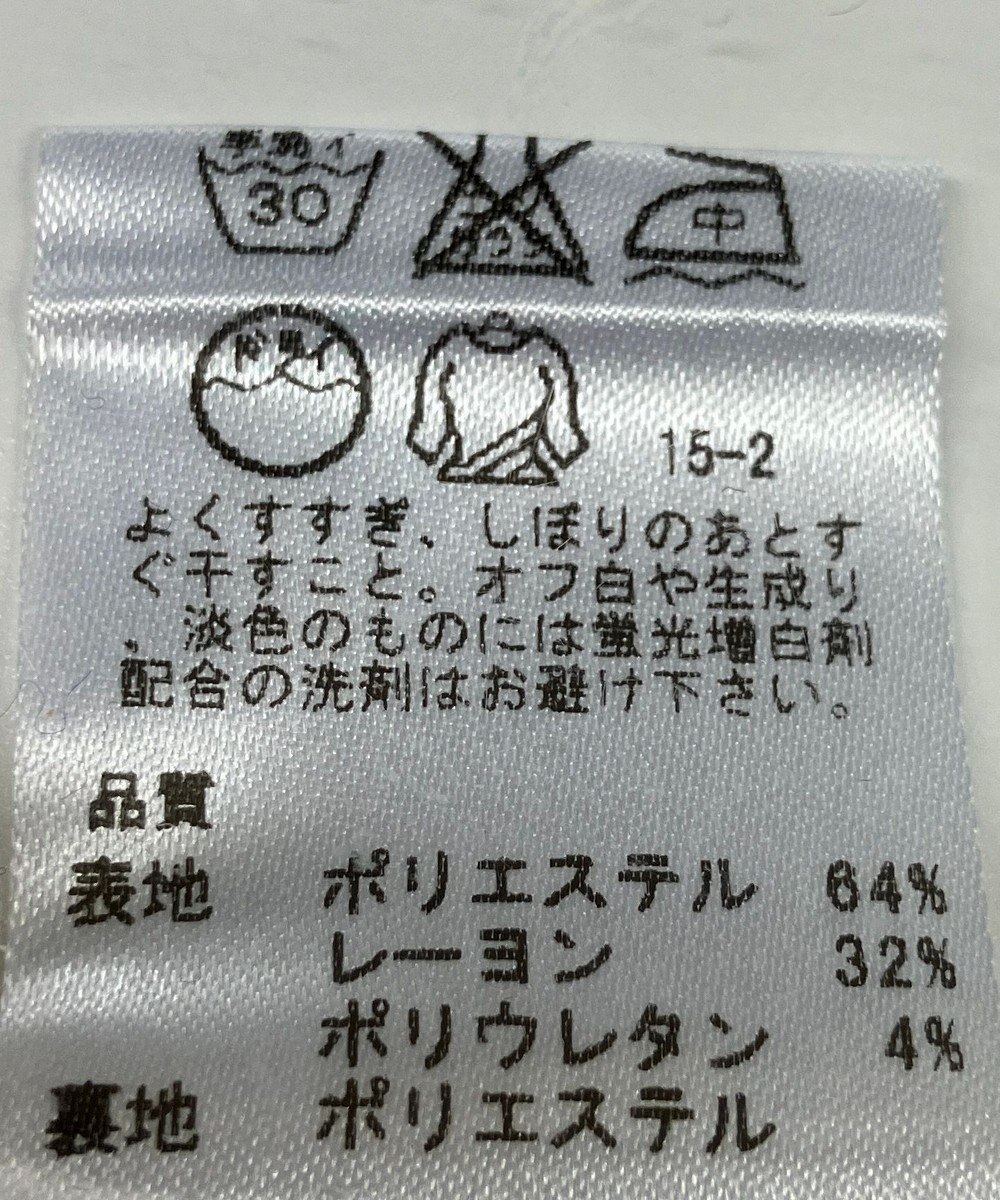 30
中
15-2
よくすすぎ、しぼりのあとす
ぐ干すこと。オフ白や生成り
、淡色のものには蛍光増白剤
配合の洗剤はお避け下さい。
品質
表地 ポリエステル 64%
レーヨン 32%
ポリウレタン 4%
裏地 ポリエステル